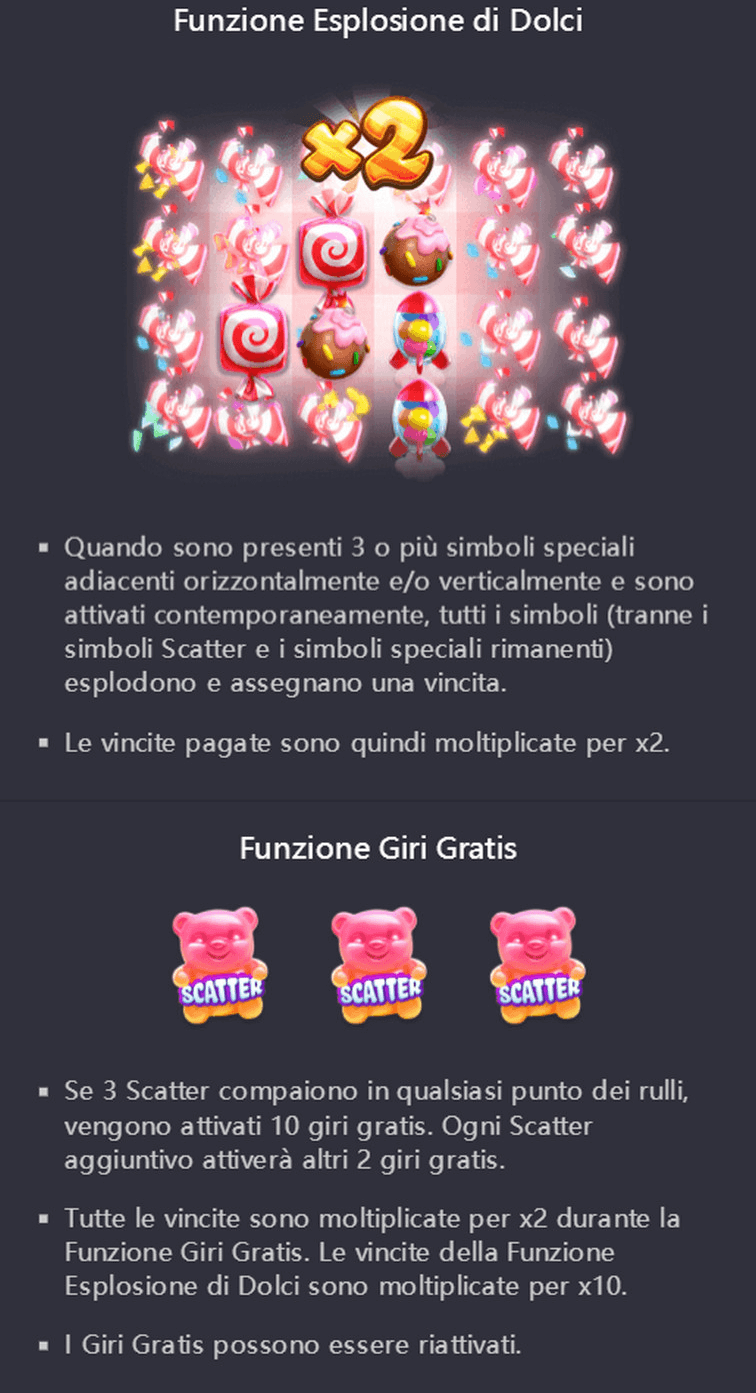 Funzione Esplosione di Dolci
x2
Quando sono presenti 3 o più simboli speciali
adiacenti orizzontalmente e/o verticalmente e sono
attivati contemporaneamente, tutti i simboli (tranne i
simboli Scatter e i simboli speciali rimanenti)
esplodono e assegnano una vincita.
Le vincite pagate sono quindi moltiplicate per x2.
Funzione Giri Gratis
SCATTER SCATTER SCATTER
Se 3 Scatter compaiono in qualsiasi punto dei rulli,
vengono attivati 10 giri gratis. Ogni Scatter
aggiuntivo attiverà altri 2 giri gratis.
Tutte le vincite sono moltiplicate per x2 durante la
Funzione Giri Gratis. Le vincite della Funzione
Esplosione di Dolci sono moltiplicate per x10.
I Giri Gratis possono essere riattivati.